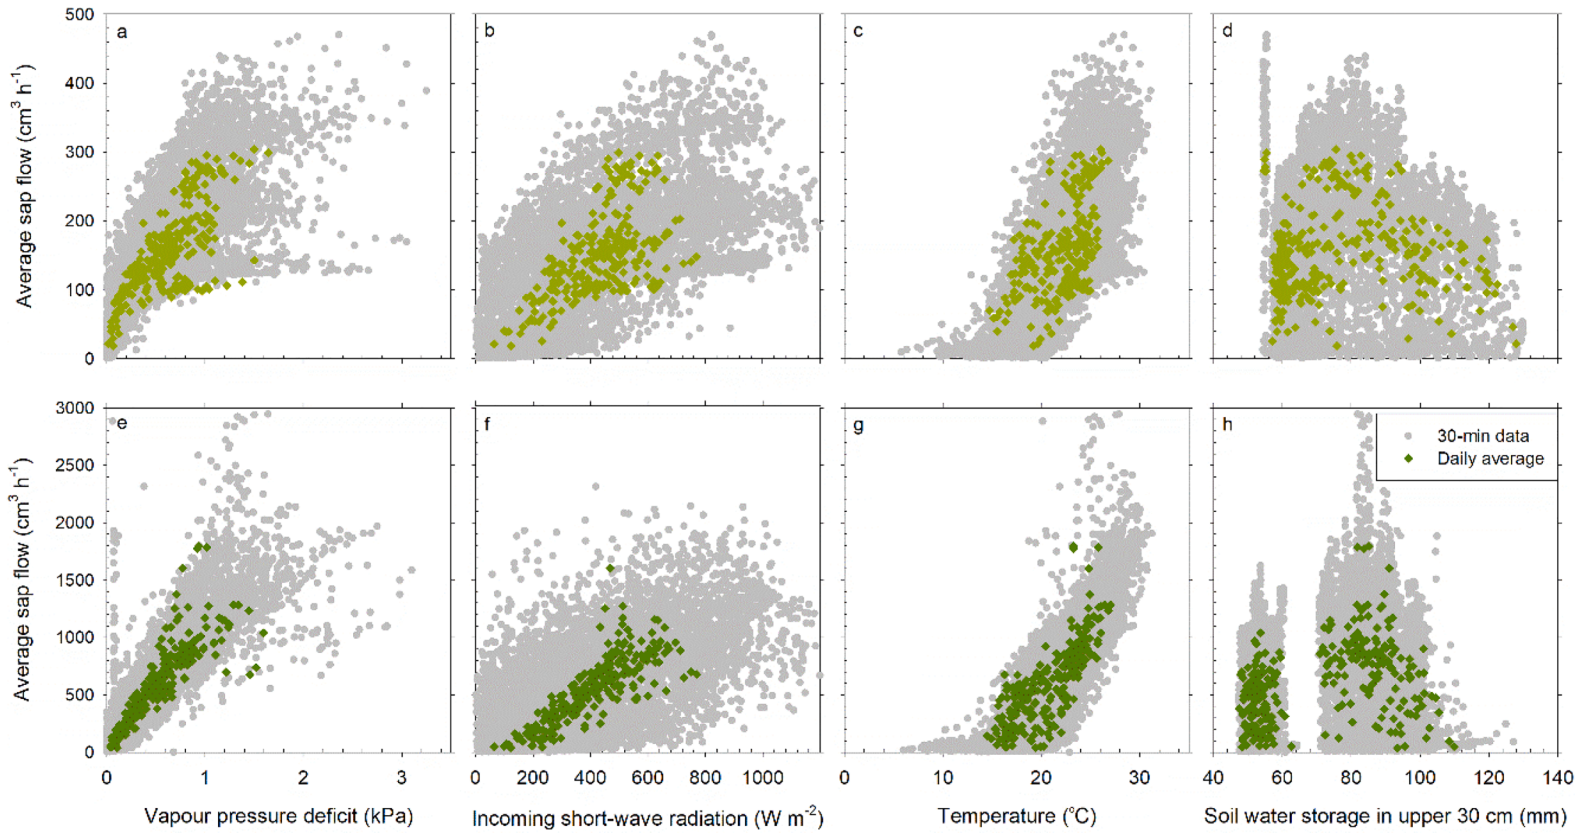 500
400
300
200
100
0
Average sap flow (cm³ h⁻¹)
a
b
c
d
3000
2500
2000
1500
1000
500
0
Average sap flow (cm³ h⁻¹)
e
f
g
h
30-min data
Daily average
0 1 2 3
0 200 400 600 800 1000
0 10 20 30
40 60 80 100 120 140
Vapour pressure deficit (kPa)
Incoming short-wave radiation (W m⁻²)
Temperature (°C)
Soil water storage in upper 30 cm (mm)